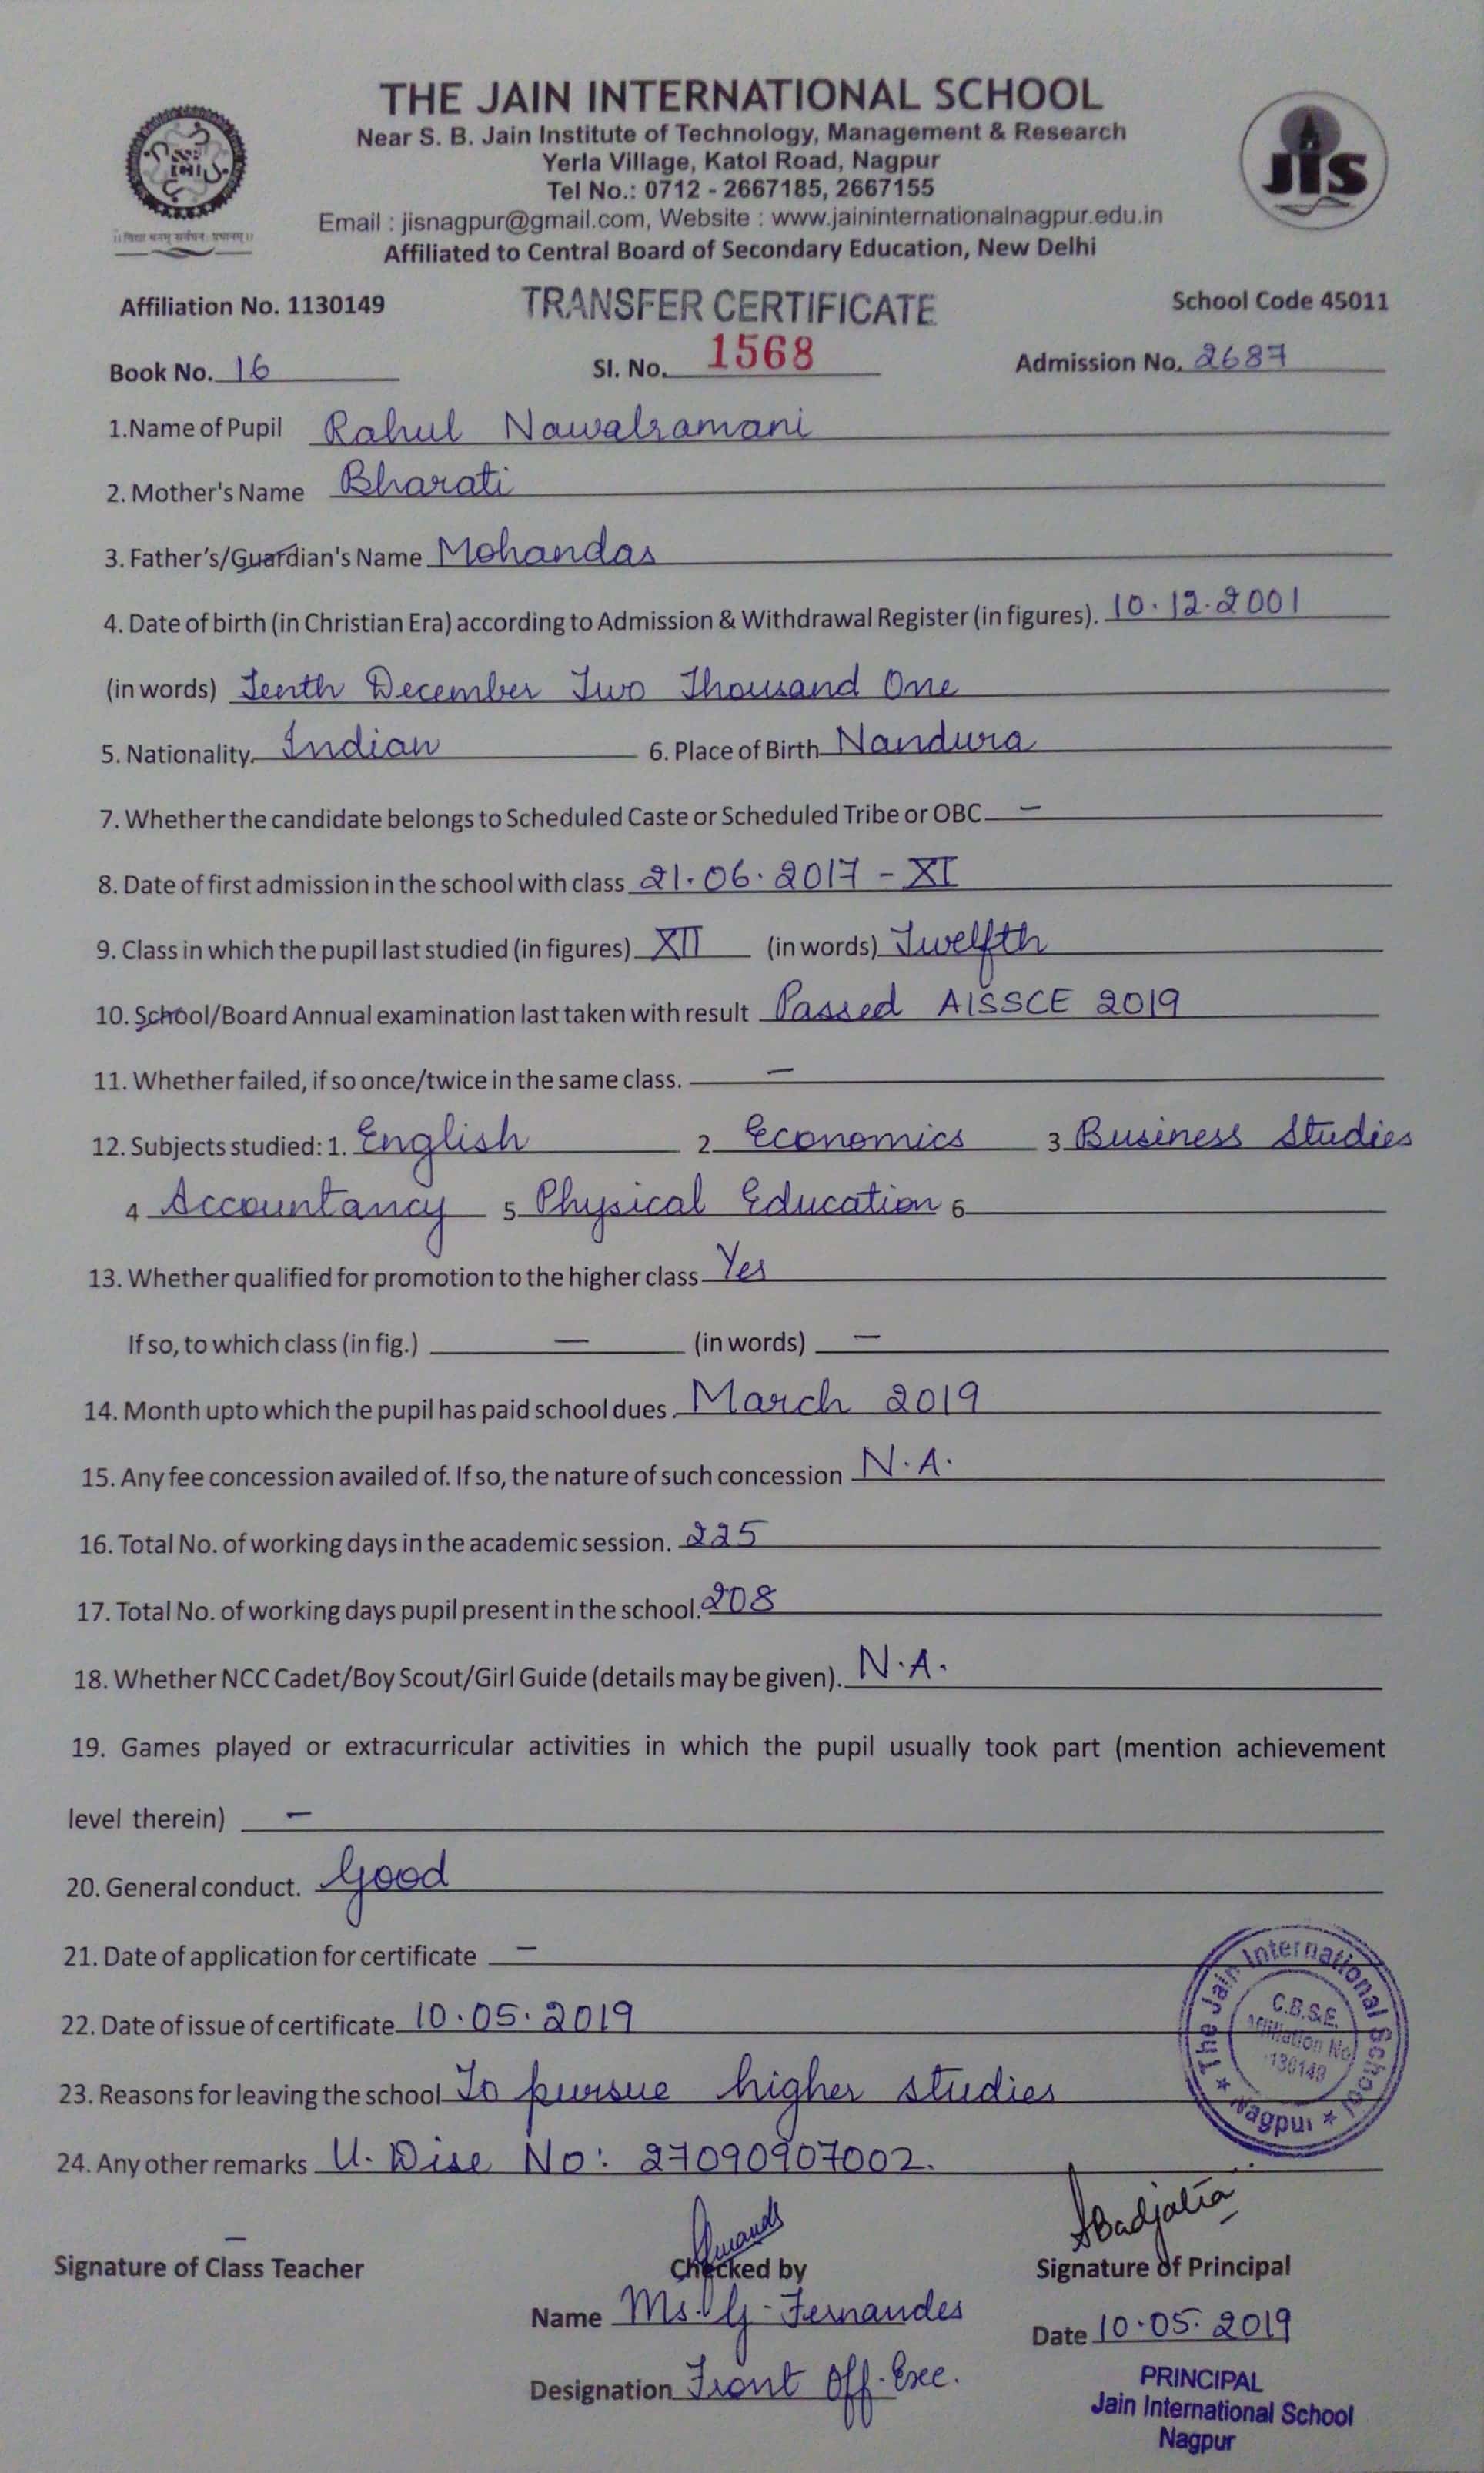 THE JAIN INTERNATIONAL SCHOOL
Near S. B. Jain Institute of Technology, Management & Research
Yerla Village, Katol Road, Nagpur
Tel No.: 0712 - 2667185, 2667155
Email : jisnagpur@gmail.com, Website : www.jaininternationalnagpur.edu.in
Affiliated to Central Board of Secondary Education, New Delhi
JIS
Affiliation No. 1130149 TRANSFER CERTIFICATE School Code 45011
Book No. 16 Sl. No. 1568 Admission No. 2687
1.Name of Pupil Rahul Nawalramani
2. Mother's Name Bharati
3. Father's/Guardian's Name Mohandas
4. Date of birth (in Christian Era) according to Admission & Withdrawal Register (in figures). 10.12.2001
(in words) Tenth December Two Thousand One
5. Nationality. Indian 6. Place of Birth Nandura
7. Whether the candidate belongs to Scheduled Caste or Scheduled Tribe or OBC –
8. Date of first admission in the school with class 21.06.2017 - XI
9. Class in which the pupil last studied (in figures) XII (in words) Twelfth
10. School/Board Annual examination last taken with result Passed AISSCE 2019
11. Whether failed, if so once/twice in the same class. –
12. Subjects studied: 1. English 2. Economics 3 Business Studies
4 Accountancy 5 Physical Education 6
13. Whether qualified for promotion to the higher class Yes
If so, to which class (in fig.) – (in words) –
14. Month upto which the pupil has paid school dues. March 2019
15. Any fee concession availed of. If so, the nature of such concession N.A.
16. Total No. of working days in the academic session. 225
17. Total No. of working days pupil present in the school. 208
18. Whether NCC Cadet/Boy Scout/Girl Guide (details may be given). N.A.
19. Games played or extracurricular activities in which the pupil usually took part (mention achievement
level therein) –
20. General conduct. Good
21. Date of application for certificate –
22. Date of issue of certificate 10.05.2019
23. Reasons for leaving the school To pursue higher studies
24. Any other remarks U. Dise No: 27090907002.
The Jain International School
C.B.S.E.
Affiliation No
Nagpur
–
Signature of Class Teacher Checked by Signature of Principal
Name Ms. G. Fernandes
Date 10.05.2019
Designation Front Off. Exec.
PRINCIPAL
Jain International School
Nagpur